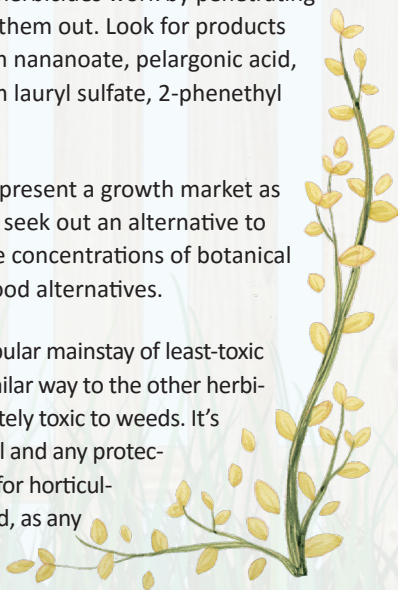 them out. Look for products
nananoate, pelargonic acid,
lauryl sulfate, 2-phenethyl
present a growth market as
seek out an alternative to
concentrations of botanical
ood alternatives.
pular mainstay of least-toxic
ilar way to the other herbi-
tely toxic to weeds. It's
l and any protec-
for horticul-
d, as any